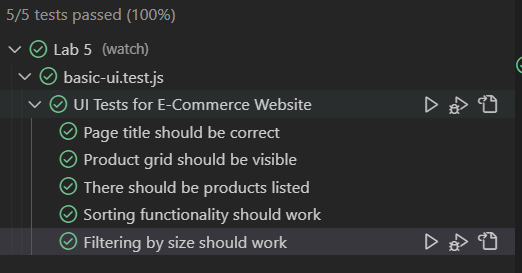 5/5 tests passed (100%)
Lab 5 (watch)
basic-ui.test.js
UI Tests for E-Commerce Website
Page title should be correct
Product grid should be visible
There should be products listed
Sorting functionality should work
Filtering by size should work